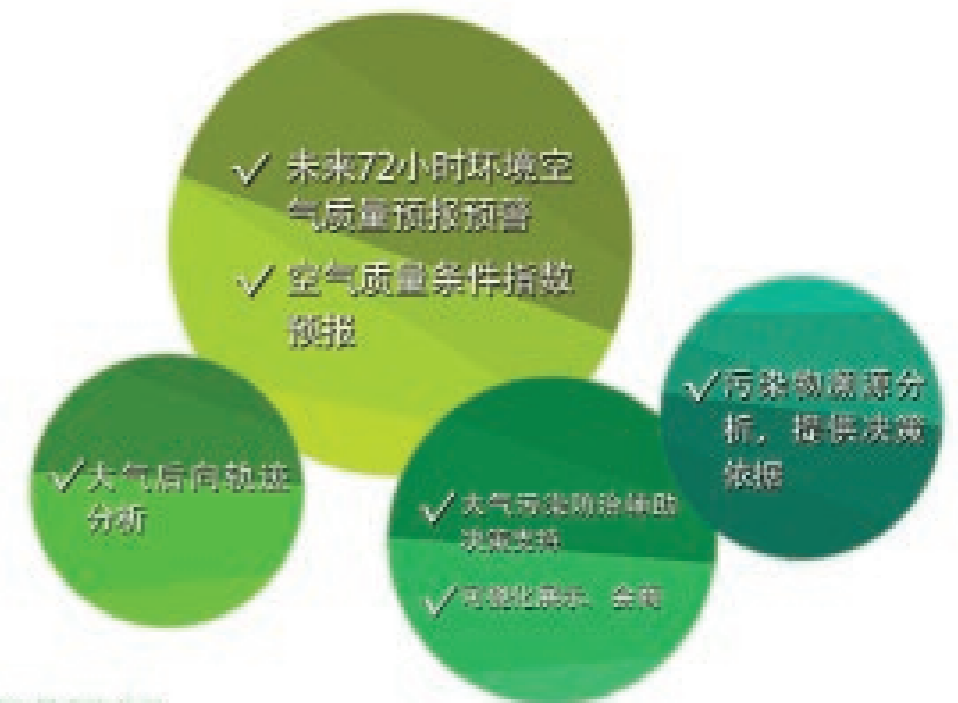 ✓ 未来72小时环境空
气质量预报预警
✓ 空气质量条件指数
预报
✓大气后向轨迹
分析
✓ 大气污染防治辅助
决策支持
✓ 可视化展示、会商
✓污染物溯源分
析，提供决策
依据